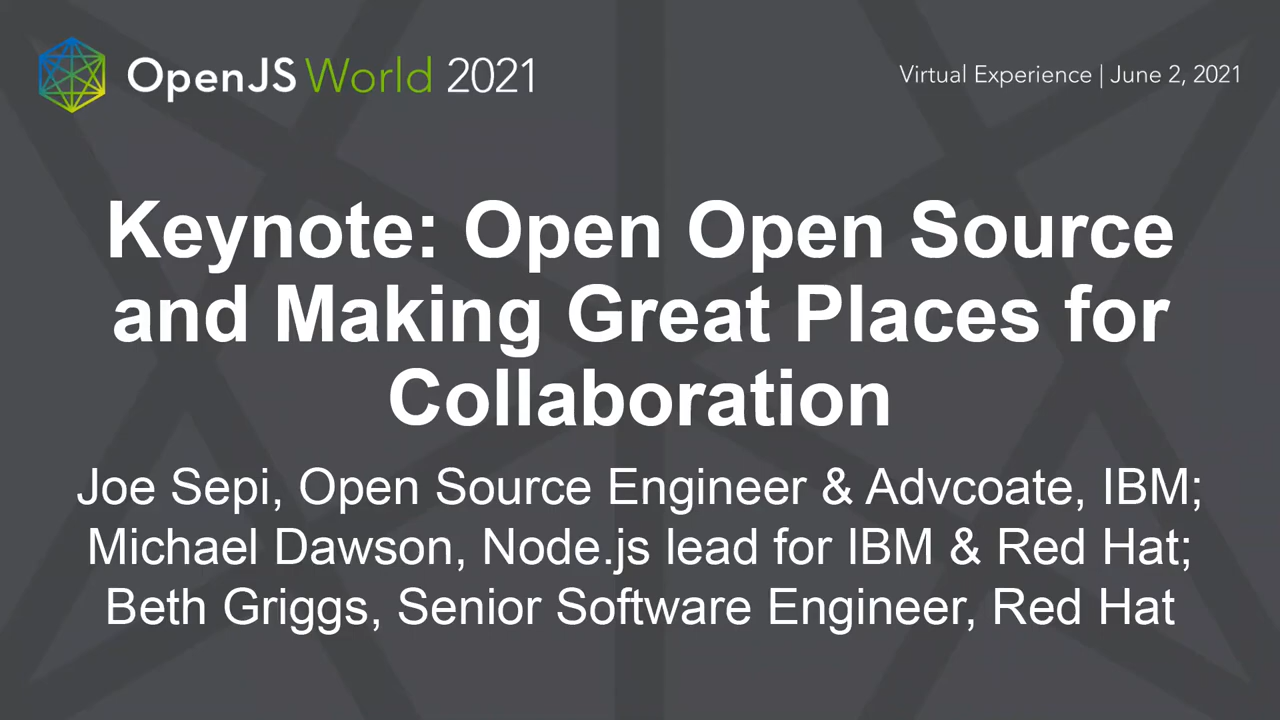 OpenJS World 2021
Virtual Experience | June 2, 2021
Keynote: Open Open Source
and Making Great Places for
Collaboration
Joe Sepi, Open Source Engineer & Advcoate, IBM;
Michael Dawson, Node.js lead for IBM & Red Hat;
Beth Griggs, Senior Software Engineer, Red Hat